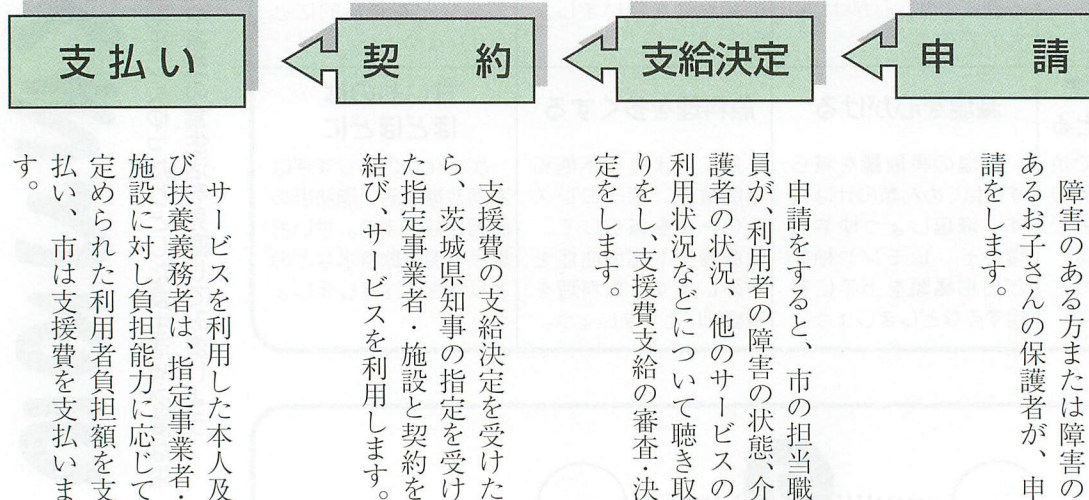 申　請
障害のある方または障害の
あるお子さんの保護者が、申
請をします。
支給決定
申請をすると、市の担当職
員が、利用者の障害の状態、介
護者の状況、他のサービスの
利用状況などについて聴き取
りをし、支援費支給の審査・決
定をします。
契　約
支援費の支給決定を受けた
ら、茨城県知事の指定を受け
た指定事業者・施設と契約を
結び、サービスを利用します。
支払い
サービスを利用した本人及
び扶養義務者は、指定事業者・
施設に対し負担能力に応じて
定められた利用者負担額を支
払い、市は支援費を支払いま
す。